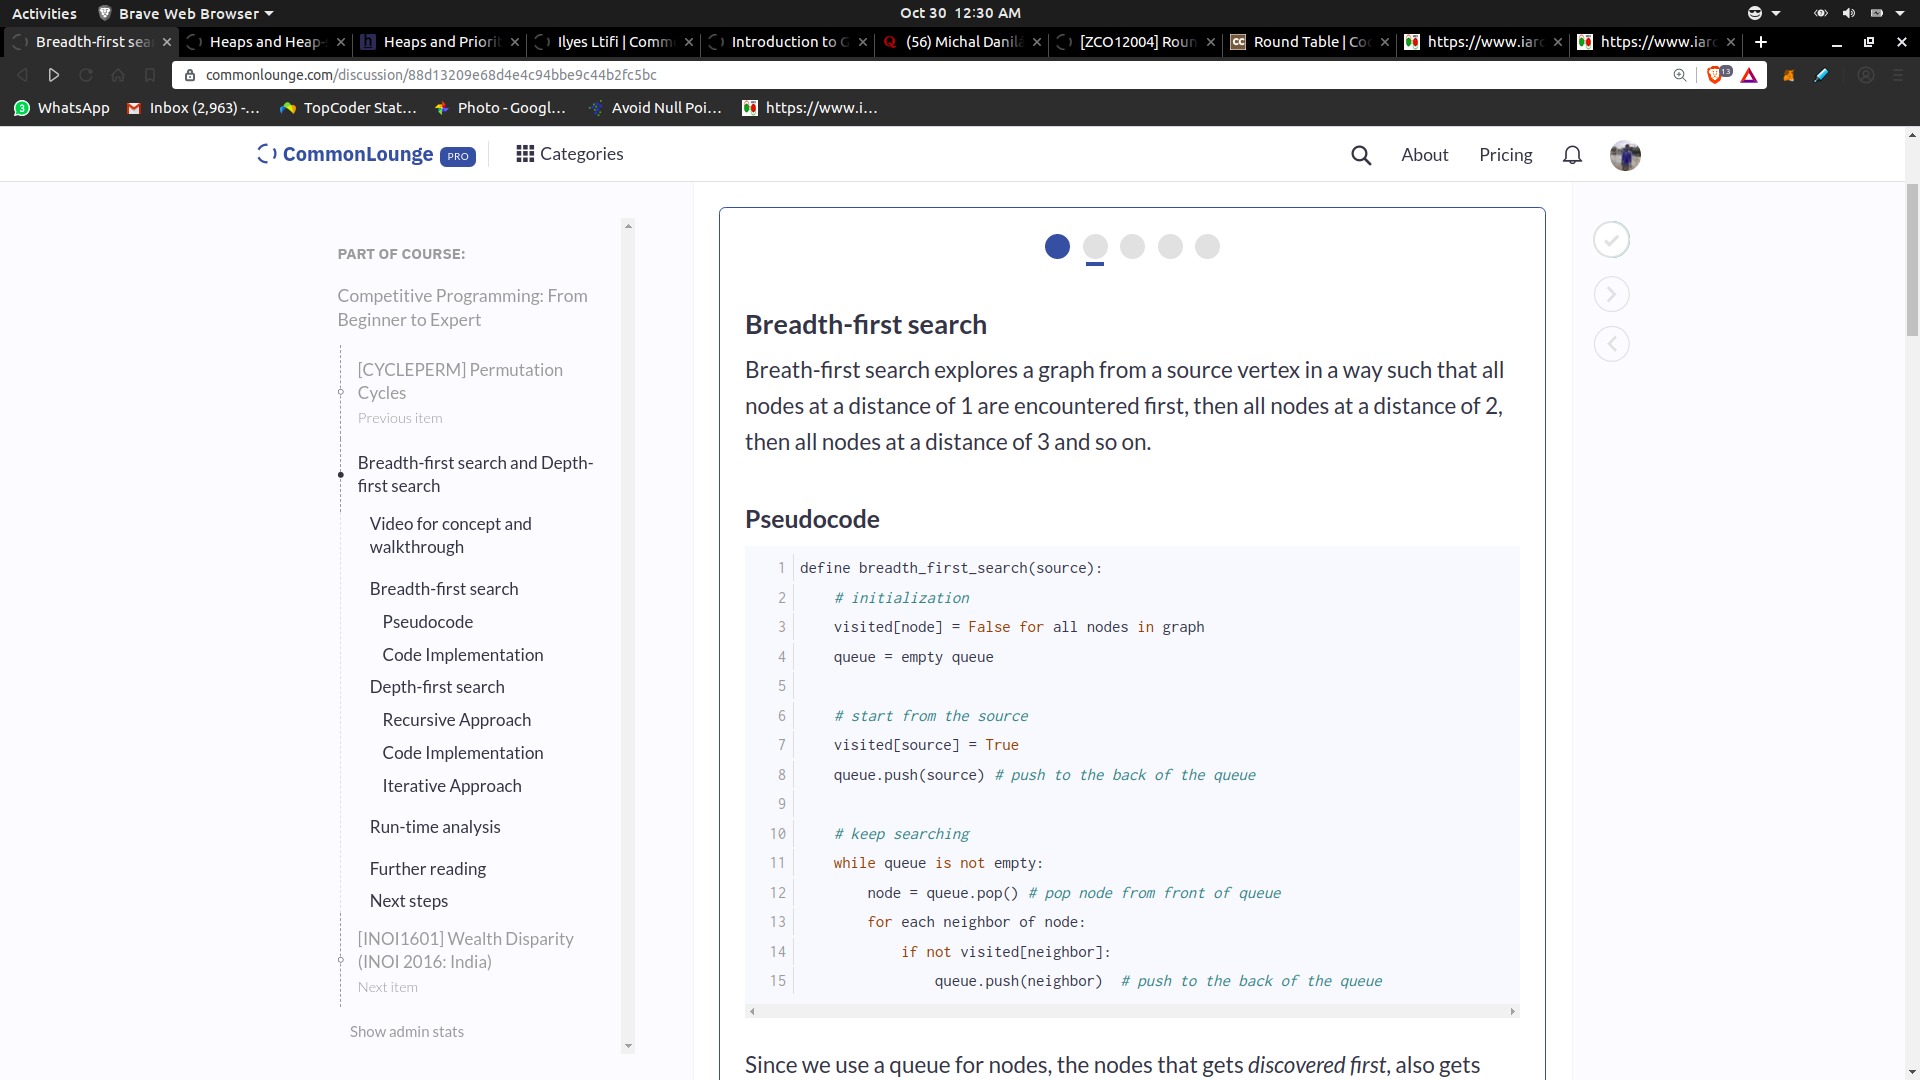 Activities Brave Web Browser Oct 30 12:30 AM
Breadth-first sea Heaps and Heap- Heaps and Priorit Ilyes Ltifi | Comm Introduction to G (56) Michal Danilá [ZCO12004] Roun Round Table | Co https://www.iarc https://www.iarc
commonlounge.com/discussion/88d13209e68d4e4c94bbe9c44b2fc5bc 13
WhatsApp Inbox (2,963) -... TopCoder Stat... Photo - Googl... Avoid Null Poi... https://www.i...
CommonLounge PRO Categories About Pricing
PART OF COURSE:
Competitive Programming: From
Beginner to Expert
[CYCLEPERM] Permutation
Cycles
Previous item
Breadth-first search and Depth-
first search
Video for concept and
walkthrough
Breadth-first search
Pseudocode
Code Implementation
Depth-first search
Recursive Approach
Code Implementation
Iterative Approach
Run-time analysis
Further reading
Next steps
[INOI1601] Wealth Disparity
(INOI 2016: India)
Next item
Show admin stats
Breadth-first search
Breath-first search explores a graph from a source vertex in a way such that all
nodes at a distance of 1 are encountered first, then all nodes at a distance of 2,
then all nodes at a distance of 3 and so on.
Pseudocode
1 define breadth_first_search(source):
2 # initialization
3 visited[node] = False for all nodes in graph
4 queue = empty queue
5
6 # start from the source
7 visited[source] = True
8 queue.push(source) # push to the back of the queue
9
10 # keep searching
11 while queue is not empty:
12 node = queue.pop() # pop node from front of queue
13 for each neighbor of node:
14 if not visited[neighbor]:
15 queue.push(neighbor) # push to the back of the queue
Since we use a queue for nodes, the nodes that gets discovered first, also gets